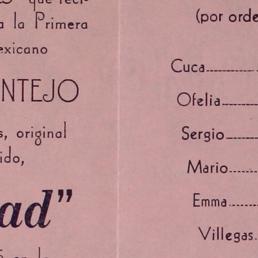 que reci-
a la Primera
exicano
NTEJO
s, original
ido,
ad”
(por orde
Cuca
Ofelia
Sergio
Mario
Emma
Villegas.